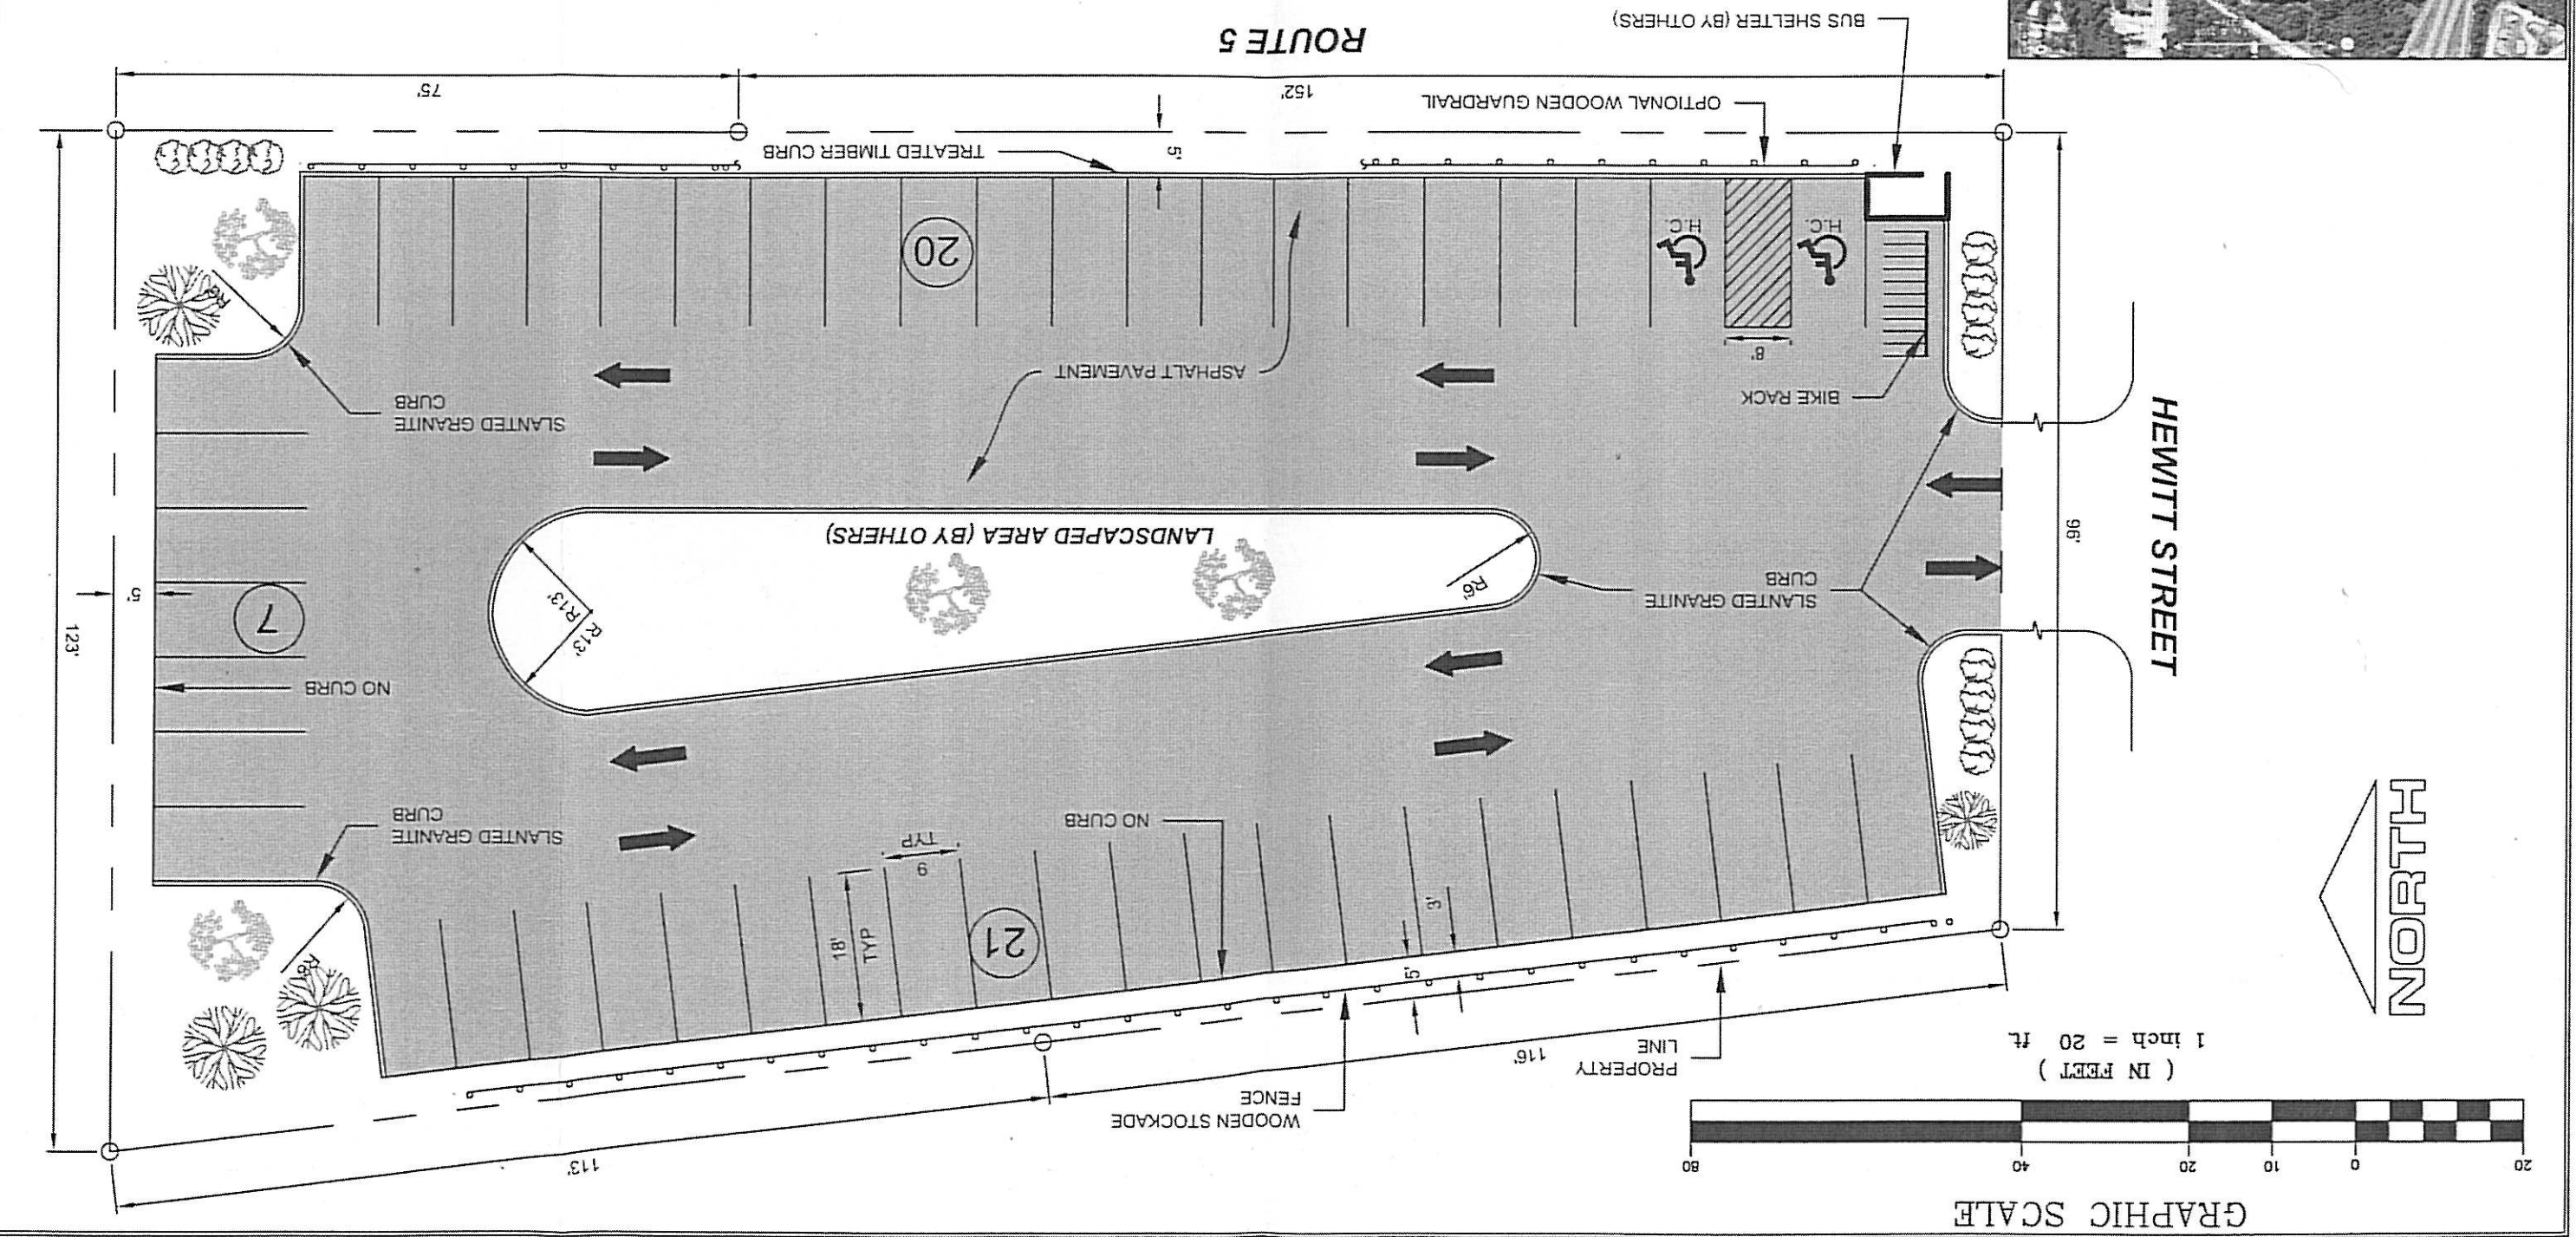 GRAPHIC SCALE
20
0
10
20
40
80
( IN FEET )
1 inch = 20 ft.
NORTH
HEWITT STREET
113'
116'
WOODEN STOCKADE
FENCE
PROPERTY
LINE
5'
3'
NO CURB
21
18'
TYP
9
TYP
R6'
SLANTED GRANITE
CURB
NO CURB
7
5'
123'
96'
SLANTED GRANITE
CURB
R6'
R13'
R13'
LANDSCAPED AREA (BY OTHERS)
SLANTED GRANITE
CURB
R6'
ASPHALT PAVEMENT
BIKE RACK
8'
H.C.
H.C.
20
TREATED TIMBER CURB
5'
OPTIONAL WOODEN GUARDRAIL
152'
75'
ROUTE 5
BUS SHELTER (BY OTHERS)